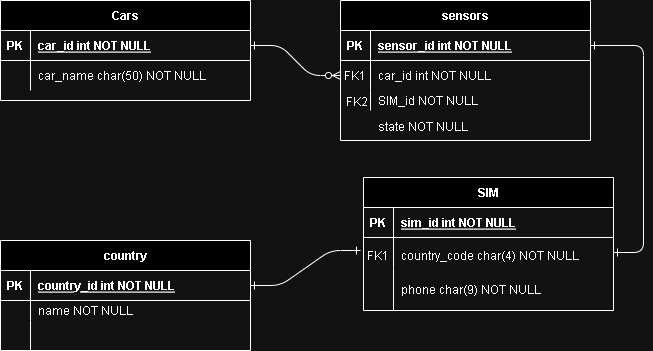 Cars
PK car_id int NOT NULL
car_name char(50) NOT NULL
sensors
PK sensor_id int NOT NULL
FK1 car_id int NOT NULL
FK2 SIM_id NOT NULL
state NOT NULL
SIM
PK sim_id int NOT NULL
FK1 country_code char(4) NOT NULL
phone char(9) NOT NULL
country
PK country_id int NOT NULL
name NOT NULL